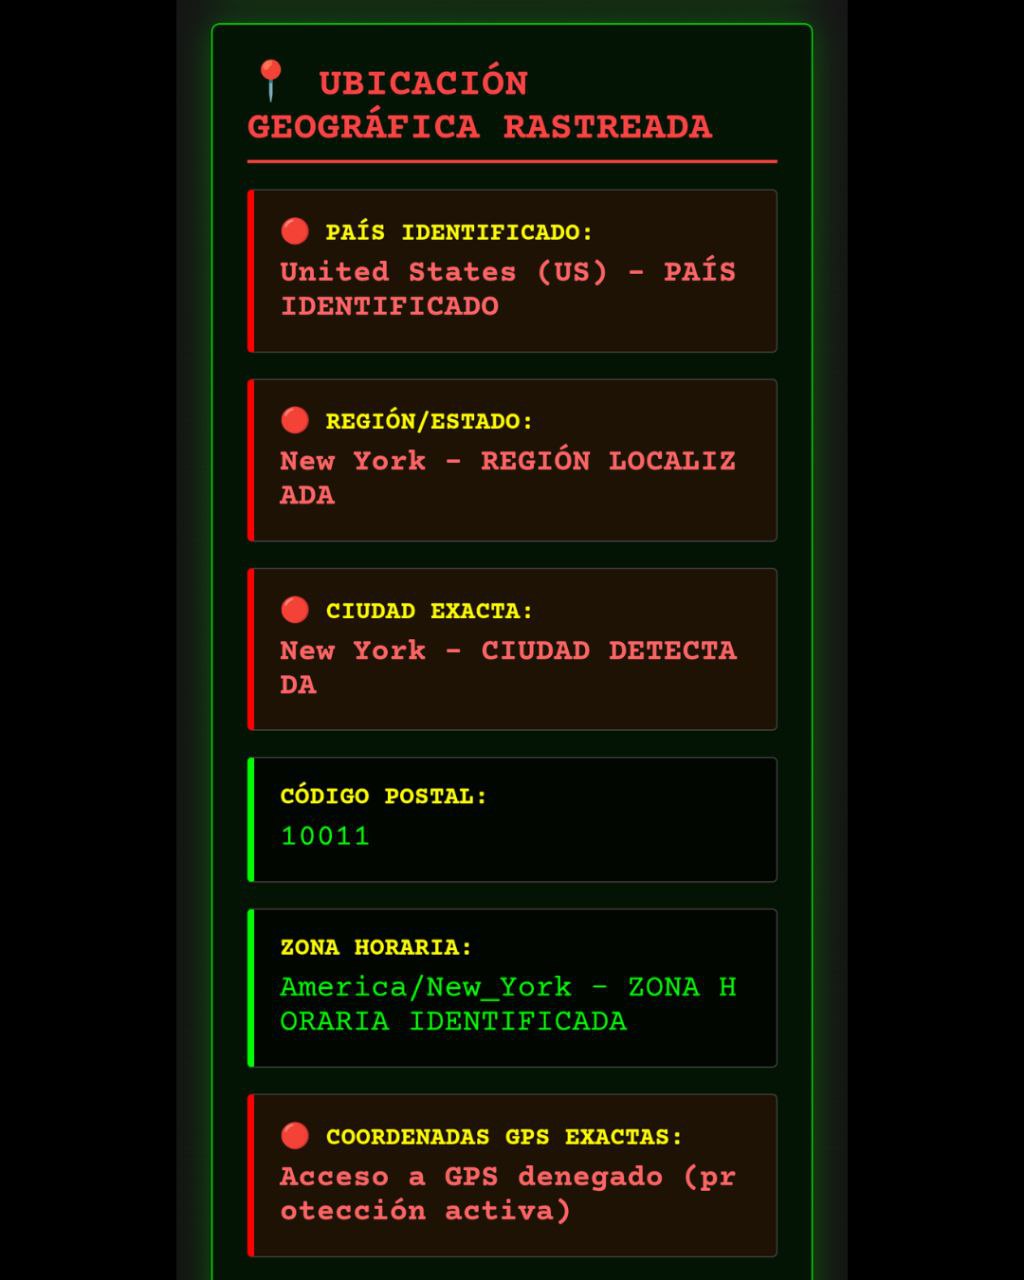 📍 UBICACIÓN
GEOGRÁFICA RASTREADA
🔴 PAÍS IDENTIFICADO:
United States (US) - PAÍS
IDENTIFICADO
🔴 REGIÓN/ESTADO:
New York - REGIÓN LOCALIZ
ADA
🔴 CIUDAD EXACTA:
New York - CIUDAD DETECTA
DA
CÓDIGO POSTAL:
10011
ZONA HORARIA:
America/New_York - ZONA H
ORARIA IDENTIFICADA
🔴 COORDENADAS GPS EXACTAS:
Acceso a GPS denegado (pr
otección activa)